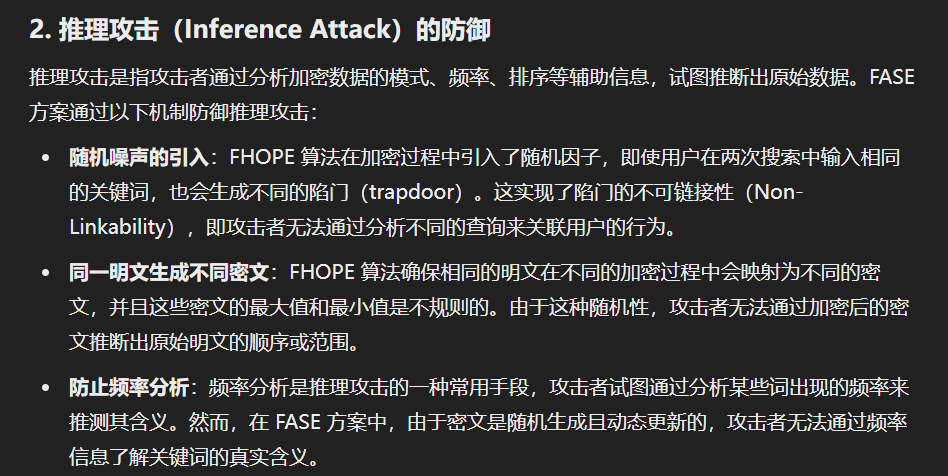 2. 推理攻击（Inference Attack）的防御
推理攻击是指攻击者通过分析加密数据的模式、频率、排序等辅助信息，试图推断出原始数据。FASE
方案通过以下机制防御推理攻击：
• 随机噪声的引入：FHOPE 算法在加密过程中引入了随机因子，即使用户在两次搜索中输入相同
的关键词，也会生成不同的陷门（trapdoor）。这实现了陷门的不可链接性（Non-
Linkability），即攻击者无法通过分析不同的查询来关联用户的行为。
• 同一明文生成不同密文：FHOPE 算法确保相同的明文在不同的加密过程中会映射为不同的密
文，并且这些密文的最大值和最小值是不规则的。由于这种随机性，攻击者无法通过加密后的密
文推断出原始明文的顺序或范围。
• 防止频率分析：频率分析是推理攻击的一种常用手段，攻击者试图通过分析某些词出现的频率来
推测其含义。然而，在 FASE 方案中，由于密文是随机生成且动态更新的，攻击者无法通过频率
信息了解关键词的真实含义。